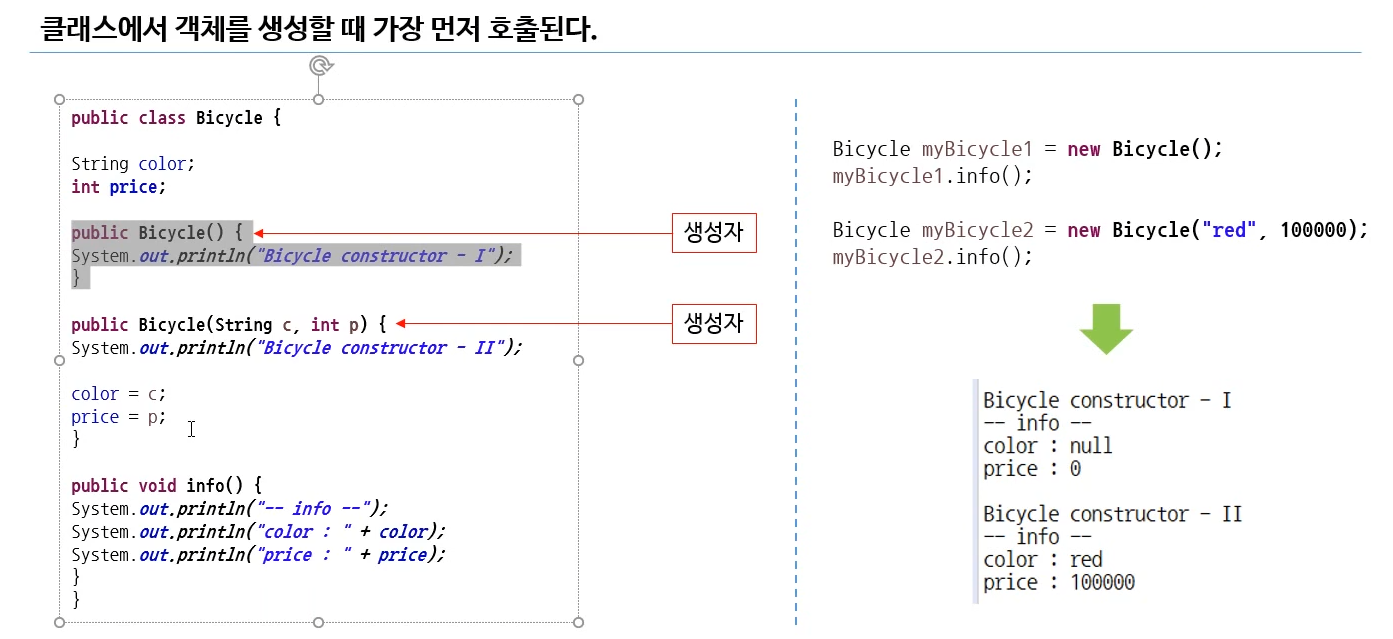 클래스에서 객체를 생성할 때 가장 먼저 호출된다.
public class Bicycle {
String color;
int price;
public Bicycle() {
System.out.println("Bicycle constructor - I");
}
생성자
public Bicycle(String c, int p) {
System.out.println("Bicycle constructor - II");
생성자
color = c;
price = p;
}
public void info() {
System.out.println("-- info --");
System.out.println("color : " + color);
System.out.println("price : " + price);
}
}
Bicycle myBicycle1 = new Bicycle();
myBicycle1.info();
Bicycle myBicycle2 = new Bicycle("red", 100000);
myBicycle2.info();
Bicycle constructor - I
-- info --
color : null
price : 0
Bicycle constructor - II
-- info --
color : red
price : 100000